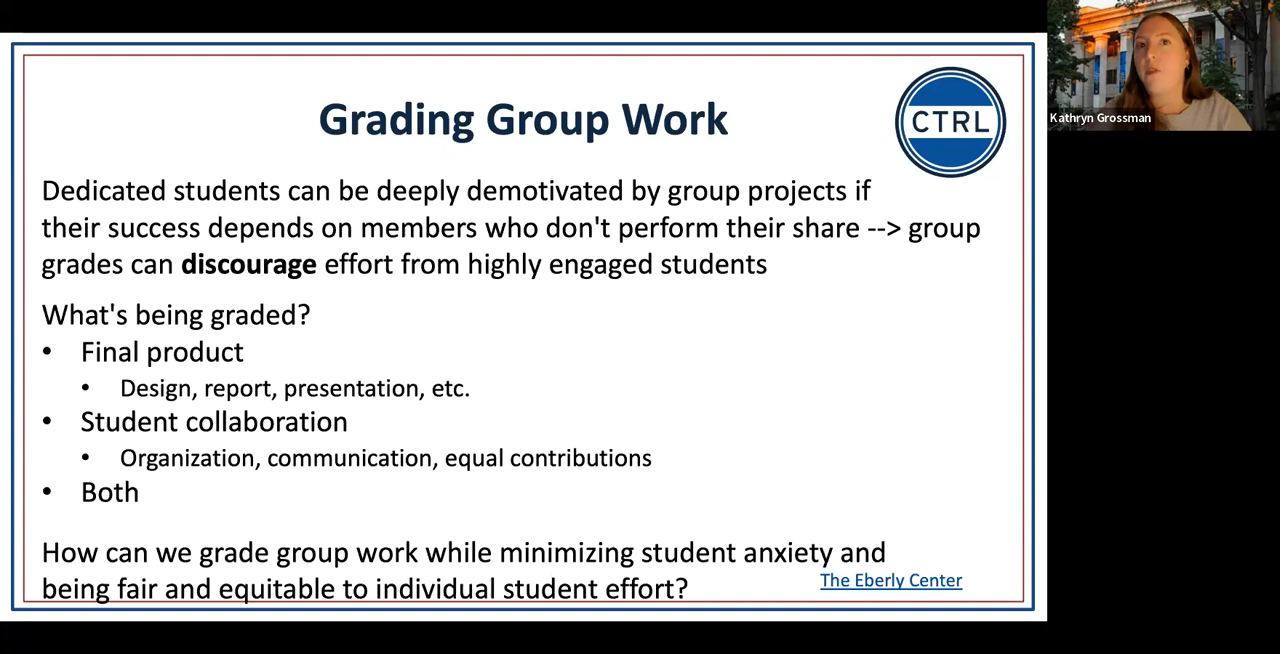 Grading Group Work
CTRL
Dedicated students can be deeply demotivated by group projects if
their success depends on members who don't perform their share --> group
grades can discourage effort from highly engaged students
What's being graded?
• Final product
• Design, report, presentation, etc.
• Student collaboration
• Organization, communication, equal contributions
• Both
How can we grade group work while minimizing student anxiety and
being fair and equitable to individual student effort?
The Eberly Center
Kathryn Grossman